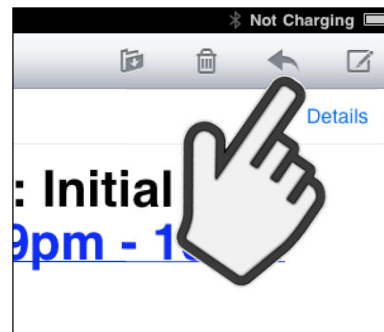 Not Charging
Details
: Initial
9pm - 1